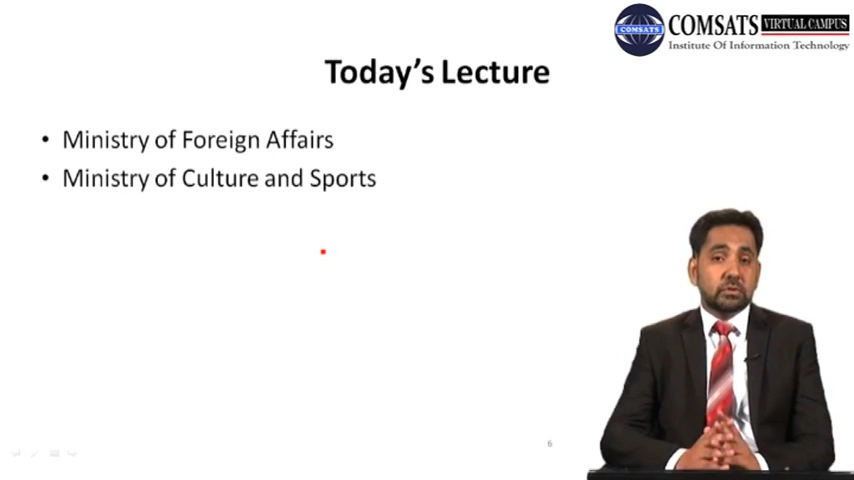 COMSATS VIRTUAL CAMPUS
COMSATS
Institute Of Information Technology
Today's Lecture
• Ministry of Foreign Affairs
• Ministry of Culture and Sports
6